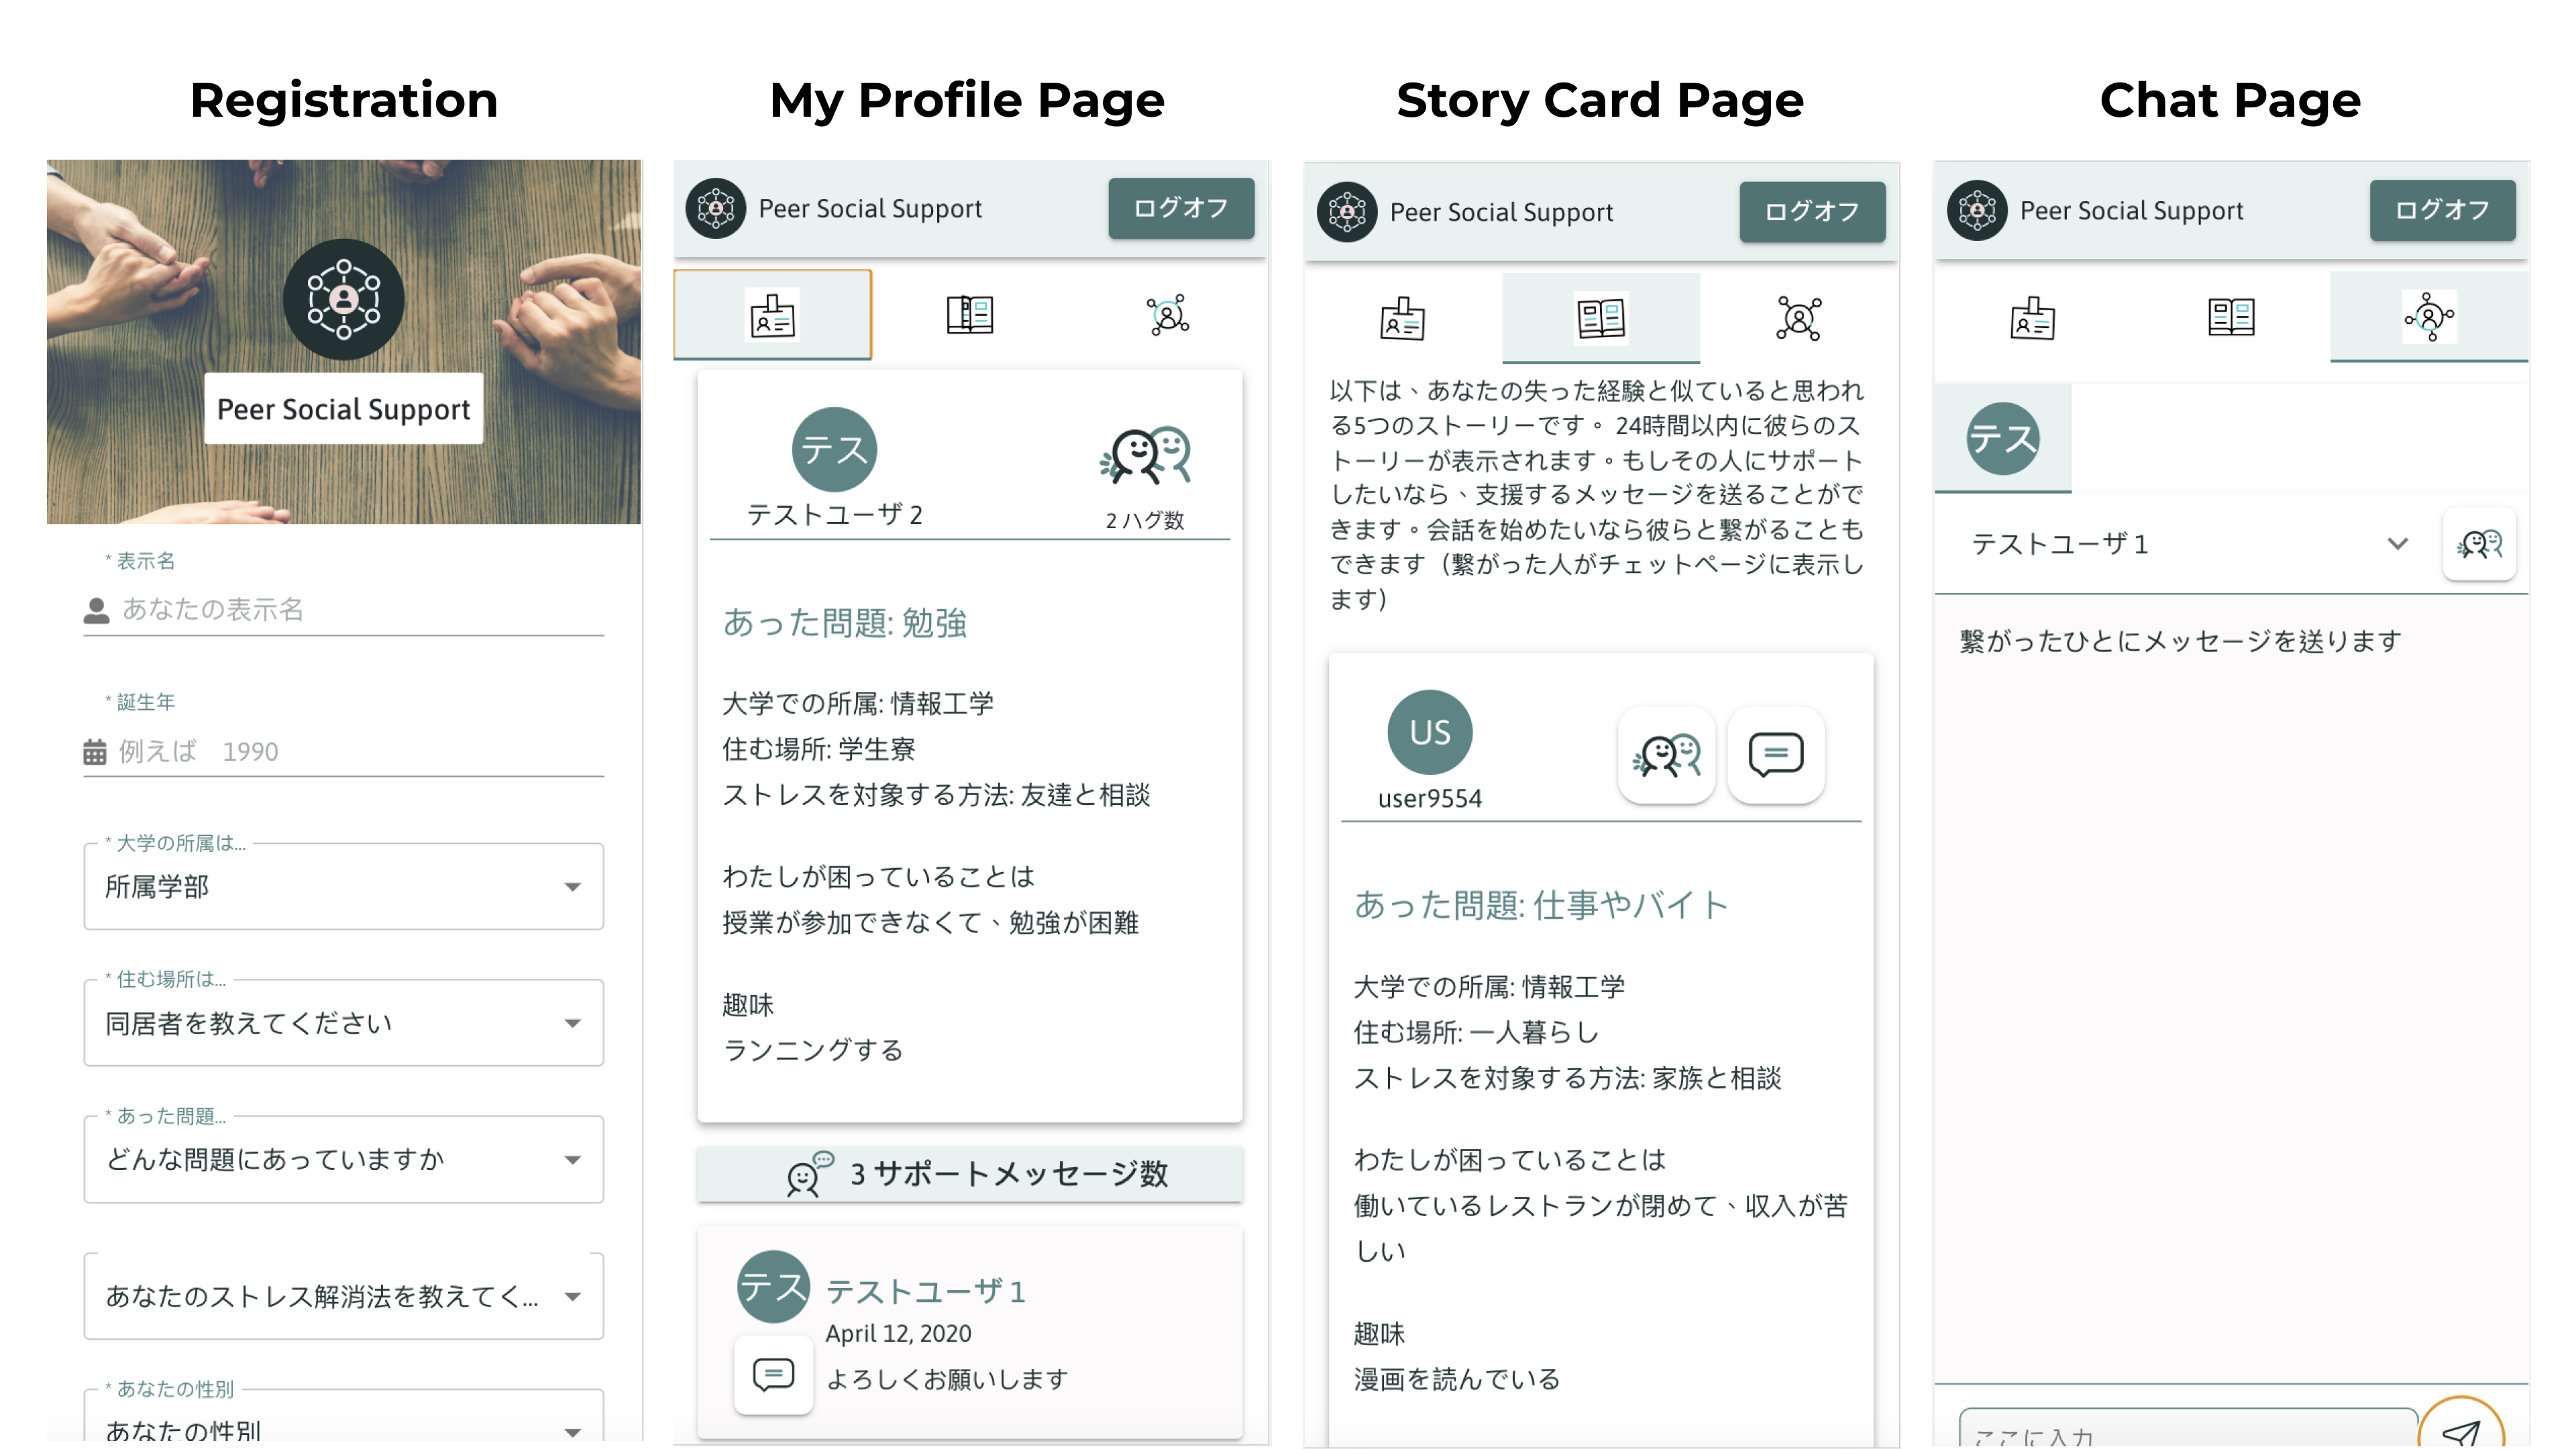 Registration
Peer Social Support
* 表示名
あなたの表示名
* 誕生年
例えば 1990
* 大学の所属は...
所属学部
* 住む場所は...
同居者を教えてください
* あった問題...
どんな問題にあっていますか
あなたのストレス解消法を教えてく...
* あなたの性別
あなたの性別
My Profile Page
Peer Social Support
ログオフ
テス
テストユーザ 2
2 ハグ数
あった問題: 勉強
大学での所属: 情報工学
住む場所: 学生寮
ストレスを対象する方法: 友達と相談
わたしが困っていることは
授業が参加できなくて、勉強が困難
趣味
ランニングする
3 サポートメッセージ数
テス
テストユーザ 1
April 12, 2020
よろしくお願いします
Story Card Page
Peer Social Support
ログオフ
以下は、あなたの失った経験と似ていると思われ
る5つのストーリーです。 24時間以内に彼らのス
トーリーが表示されます。もしその人にサポート
したいなら、支援するメッセージを送ることがで
きます。会話を始めたいなら彼らと繋がることも
できます（繋がった人がチェットページに表示し
ます）
US
user9554
あった問題: 仕事やバイト
大学での所属: 情報工学
住む場所: 一人暮らし
ストレスを対象する方法: 家族と相談
わたしが困っていることは
働いているレストランが閉めて、収入が苦
しい
趣味
漫画を読んでいる
Chat Page
Peer Social Support
ログオフ
テス
テストユーザ 1
繋がったひとにメッセージを送ります
ここに入力